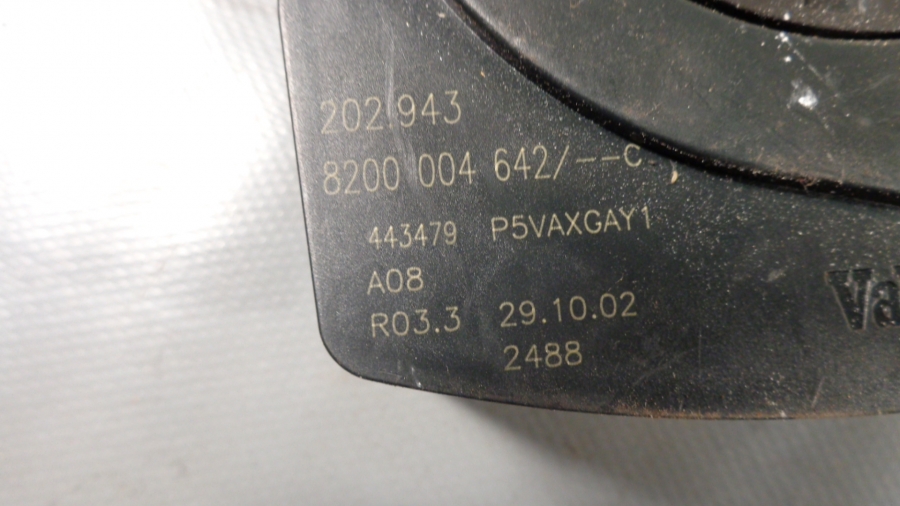 202.943
8200 004 642/--C
443479 P5VAXGAY1
A08
R03.3 29.10.02
2488